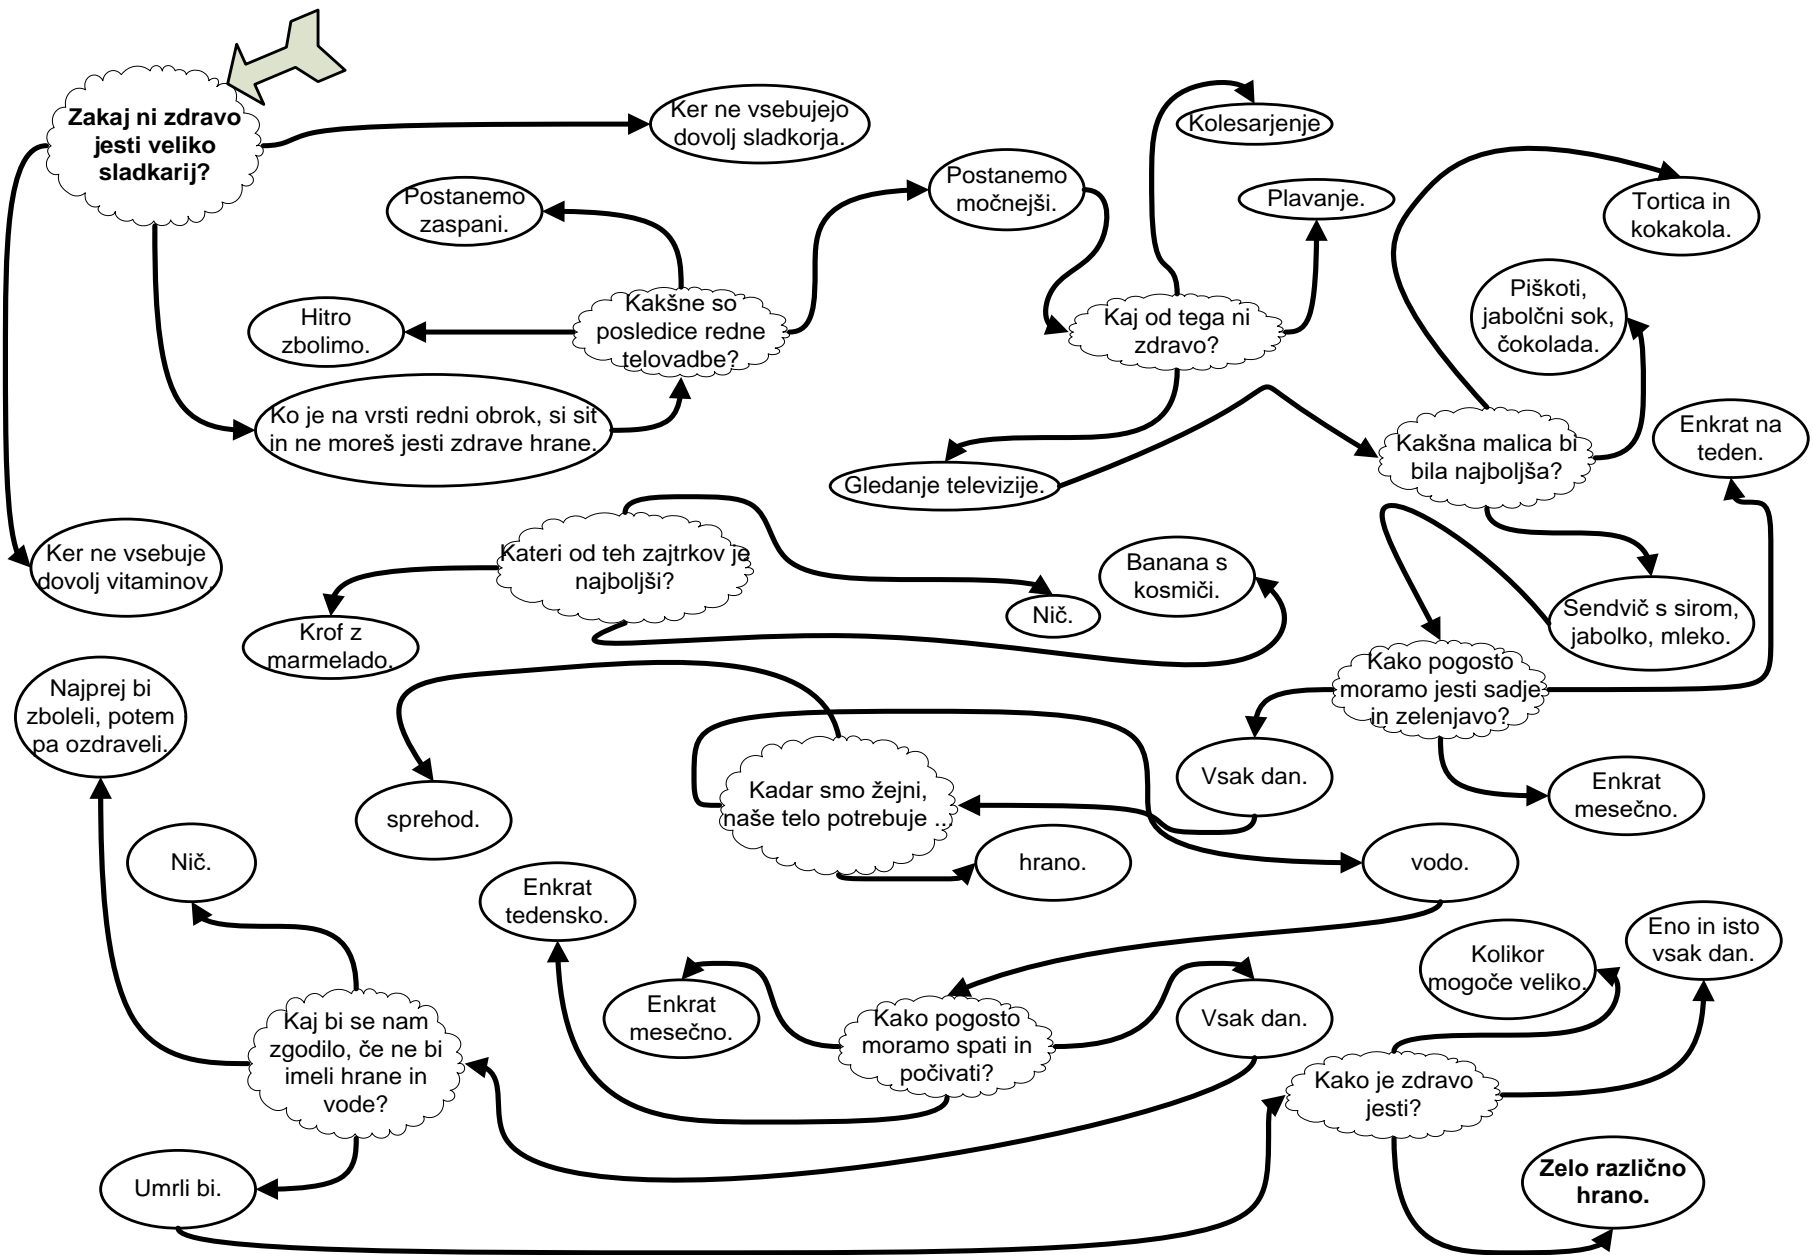 Zakaj ni zdravo
jesti veliko
sladkarij?
Ker ne vsebujejo
dovolj sladkorja.
Kolesarjenje
Postanemo
močnejši.
Postanemo
zaspani.
Plavanje.
Tortica in
kokakola.
Hitro
zbolimo.
Kakšne so
posledice redne
telovadbe?
Kaj od tega ni
zdravo?
Piškoti,
jabolčni sok,
čokolada.
Ko je na vrsti redni obrok, si sit
in ne moreš jesti zdrave hrane.
Gledanje televizije.
Kakšna malica bi
bila najboljša?
Enkrat na
teden.
Ker ne vsebuje
dovolj vitaminov.
Kateri od teh zajtrkov je
najboljši?
Banana s
kosmiči.
Nič.
Krof z
marmelado.
Sendvič s sirom,
jabolko, mleko.
Kako pogosto
moramo jesti sadje
in zelenjavo?
Najprej bi
zboleli, potem
pa ozdraveli.
sprehod.
Kadar smo žejni,
naše telo potrebuje ...
Vsak dan.
Enkrat
mesečno.
Nič.
Enkrat
tedensko.
hrano.
vodo.
Kolikor
mogoče veliko.
Eno in isto
vsak dan.
Kaj bi se nam
zgodilo, če ne bi
imeli hrane in
vode?
Enkrat
mesečno.
Kako pogosto
moramo spati in
počivati?
Vsak dan.
Kako je zdravo
jesti?
Umrli bi.
Zelo različno
hrano.